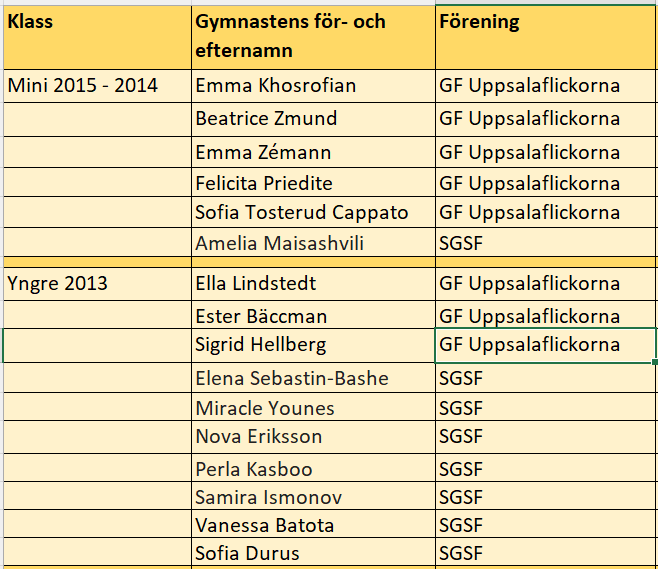 Klass Gymnastens för- och Förening
efternamn
Mini 2015 - 2014 Emma Khosrofian GF Uppsalaflickorna
Beatrice Zmund GF Uppsalaflickorna
Emma Zémann GF Uppsalaflickorna
Felicita Priedite GF Uppsalaflickorna
Sofia Tosterud Cappato GF Uppsalaflickorna
Amelia Maisashvili SGSF
Yngre 2013 Ella Lindstedt GF Uppsalaflickorna
Ester Bäccman GF Uppsalaflickorna
Sigrid Hellberg GF Uppsalaflickorna
Elena Sebastin-Bashe SGSF
Miracle Younes SGSF
Nova Eriksson SGSF
Perla Kasboo SGSF
Samira Ismonov SGSF
Vanessa Batota SGSF
Sofia Durus SGSF